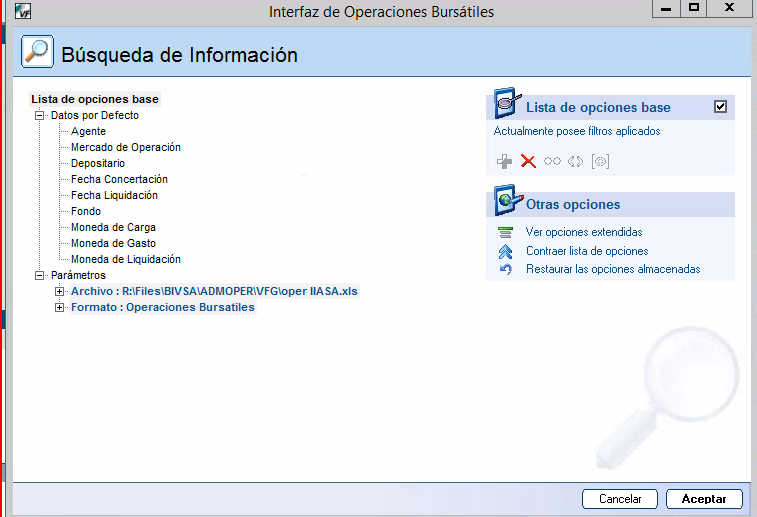 VF
Interfaz de Operaciones Bursátiles
Búsqueda de Información
Lista de opciones base
Datos por Defecto
Agente
Mercado de Operación
Depositario
Fecha Concertación
Fecha Liquidación
Fondo
Moneda de Carga
Moneda de Gasto
Moneda de Liquidación
Parámetros
Archivo : R:\Files\BIVSA\ADMOPER\VFG\oper IIASA.xls
Formato : Operaciones Bursatiles
Lista de opciones base
Actualmente posee filtros aplicados
Otras opciones
Ver opciones extendidas
Contraer lista de opciones
Restaurar las opciones almacenadas
Cancelar
Aceptar